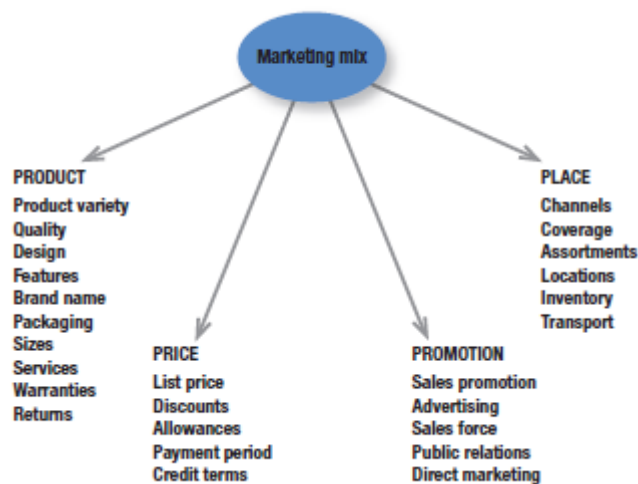 Marketing mix
PRODUCT
Product variety
Quality
Design
Features
Brand name
Packaging
Sizes
Services
Warranties
Returns
PRICE
List price
Discounts
Allowances
Payment period
Credit terms
PROMOTION
Sales promotion
Advertising
Sales force
Public relations
Direct marketing
PLACE
Channels
Coverage
Assortments
Locations
Inventory
Transport